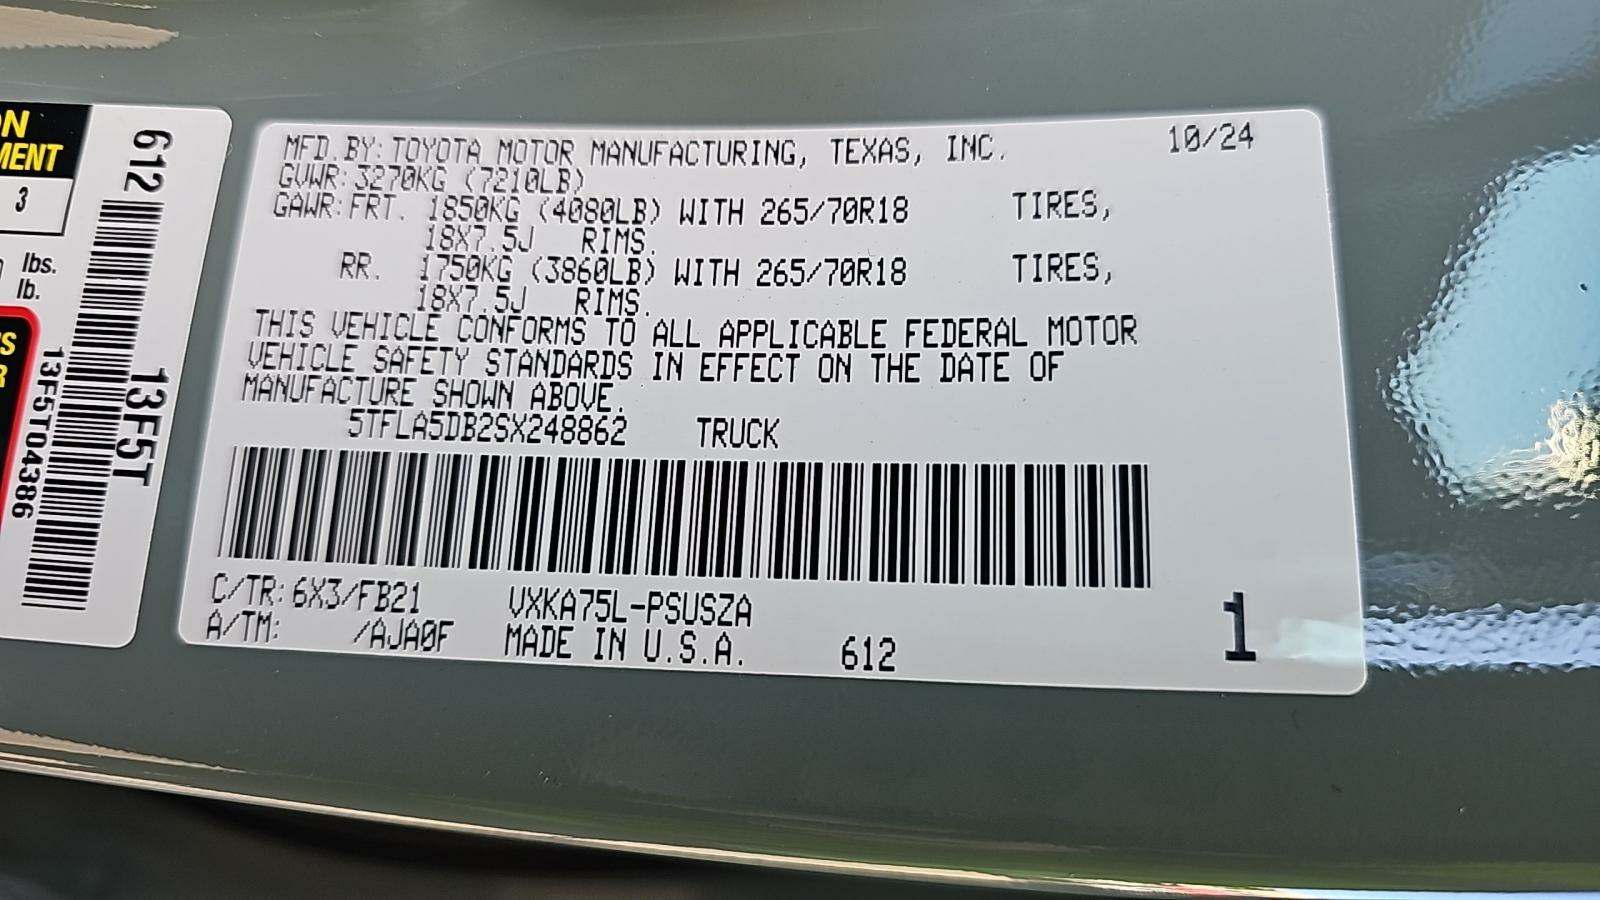 ON
MENT
3
lbs.
lb.
612
13F5T
13F5T04386
MFD.BY: TOYOTA MOTOR MANUFACTURING, TEXAS, INC. 10/24
GVWR: 3270KG (7210LB)
GAWR: FRT. 1850KG (4080LB) WITH 265/70R18 TIRES,
18X7.5J RIMS.
RR. 1750KG (3860LB) WITH 265/70R18 TIRES,
18X7.5J RIMS.
THIS VEHICLE CONFORMS TO ALL APPLICABLE FEDERAL MOTOR
VEHICLE SAFETY STANDARDS IN EFFECT ON THE DATE OF
MANUFACTURE SHOWN ABOVE.
5TFLA5DB2SX248862 TRUCK
C/TR: 6X3/FB21 VXKA75L-PSUSZA
A/TM: /AJA0F MADE IN U.S.A. 612 1